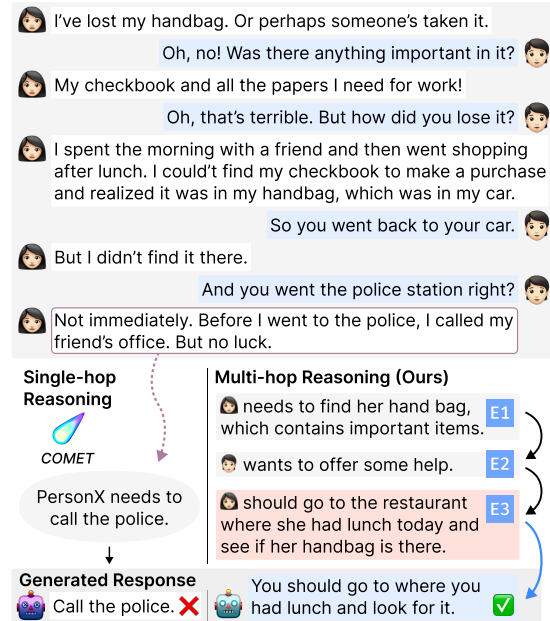 I've lost my handbag. Or perhaps someone's taken it.
Oh, no! Was there anything important in it?
My checkbook and all the papers I need for work!
Oh, that's terrible. But how did you lose it?
I spent the morning with a friend and then went shopping
after lunch. I could't find my checkbook to make a purchase
and realized it was in my handbag, which was in my car.
So you went back to your car.
But I didn't find it there.
And you went the police station right?
Not immediately. Before I went to the police, I called my
friend's office. But no luck.
Single-hop
Reasoning
COMET
PersonX needs to
call the police.
Multi-hop Reasoning (Ours)
needs to find her hand bag,
which contains important items.
E1
wants to offer some help.
E2
should go to the restaurant
where she had lunch today and
see if her handbag is there.
E3
Generated Response
Call the police.
You should go to where you
had lunch and look for it.